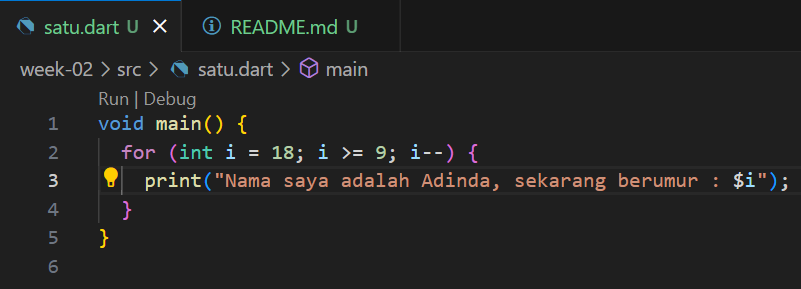 satu.dart U × README.md U
week-02 > src > satu.dart > main
Run | Debug
1 void main() {
2   for (int i = 18; i >= 9; i--) {
3     print("Nama saya adalah Adinda, sekarang berumur : $i");
4   }
5 }
6